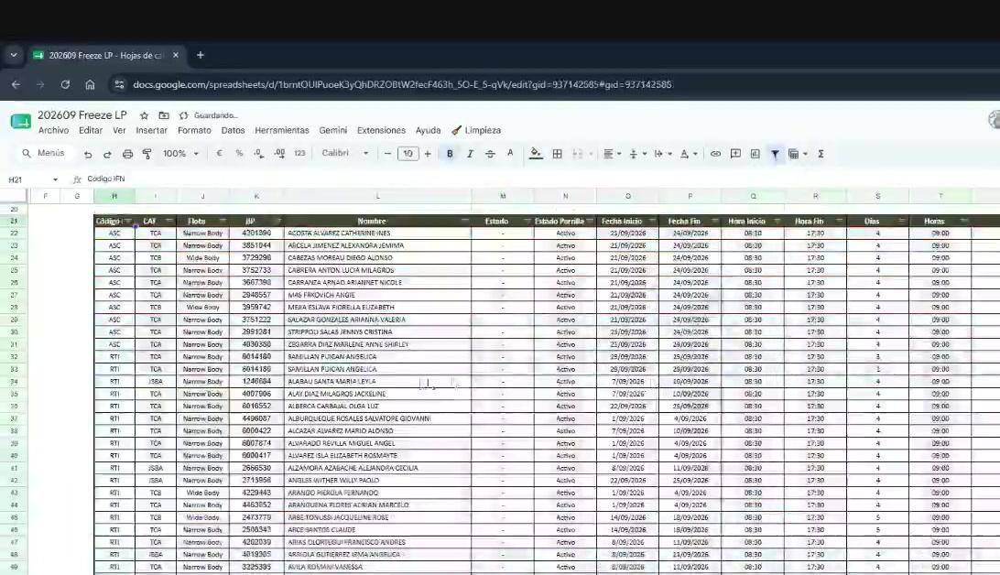 202609 Freeze LP - Hojas de cá
docs.google.com/spreadsheets/d/1brntOUIPuoeK3yQhDRZOBtW2fecF463h_5O-E_5-qVk/edit?gid=937142585#gid=937142585
202609 Freeze LP Guardando...
Archivo Editar Ver Insertar Formato Datos Herramientas Gemini Extensiones Ayuda Limpieza
Menús 100% € % 123 Calibri 10 B I A Σ
H21 Código IFN
F G H I J K L M N O P Q R S T
20
21 Código CAT Flota BP Nombre Estado Estado Porrilla Fecha Inicio Fecha Fin Hora Inicio Hora Fin Días Horas
22 ASC TCA Narrow Body ACOSTA ALVAREZ CATHERINE INES - Activo 21/09/2026 24/09/2026 08:30 17:30 4 09:00
23 ASC TCA Narrow Body 3851044 ARCELA JIMENEZ ALEXANDRA JEMIMA - Activo 21/09/2026 24/09/2026 08:30 17:30 4 09:00
24 ASC TCB Wide Body 3729296 CABEZAS MOREAU DIEGO ALONSO - Activo 21/09/2026 24/09/2026 08:30 17:30 4 09:00
25 ASC TCA Narrow Body 3752733 CABRERA ANTON LUCIA MILAGROS - Activo 21/09/2026 24/09/2026 08:30 17:30 4 09:00
26 ASC TCA Narrow Body 3667398 CARRANZA ARNAO ARIANNET NICOLE - Activo 21/09/2026 24/09/2026 08:30 17:30 4 09:00
27 ASC TCA Narrow Body 2948557 MAS FRKOVICH ANGIE - Activo 21/09/2026 24/09/2026 08:30 17:30 4 09:00
28 ASC TCB Wide Body 3959742 MERA ESLAVA FIORELLA ELIZABETH - Activo 21/09/2026 24/09/2026 08:30 17:30 4 09:00
29 ASC TCA Narrow Body 3751222 SALAZAR GONZALES ARIANNA VALERIA Activo 21/09/2026 24/09/2026 08:30 17:30 4 09:00
30 ASC TCA Narrow Body 2991281 STRIPPOO SALAS JENNYS CRISTINA - Activo 21/09/2026 24/09/2026 08:30 17:30 4 09:00
31 ASC TCA Narrow Body 4030380 ZEGARRA DIAZ MARLENE ANNE SHIRLEY - Activo 24/09/2026 08:30 17:30 4 09:00
32 RTI TCA Narrow Body 6014180 SAMILLAN PUICAN ANGELICA - Activo 08:30 17:30 09:00
33 RTI TCA Narrow Body SAMILLAN PUICAN ANGELICA - Activo 08:30 17:30 1 09:00
34 RTI JSBA Narrow Body 1246684 ALABAU SANTA MARIA LEYLA - Activo 7/09/2026 10/09/2026 08:30 17:30 4 09:00
35 RTI TCA Narrow Body 4097906 ALAY DIAZ MILAGROS JACKELINE - Activo 7/09/2026 10/09/2026 08:30 17:30 4 09:00
36 RTI TCA Narrow Body 6016552 ALBERCA CARBAJAL OLGA LUZ - Activo 22/09/2026 25/09/2026 08:30 17:30 4 09:00
37 RTI TCA Narrow Body 4496087 ALBURQUEQUE ROSALES SALVATORE GIOVANNI - Activo 1/09/2026 4/09/2026 08:30 17:30 4 09:00
38 RTI TCA Narrow Body 6000422 ALCAZAR ALVAREZ MARIO ALONSO - Activo 7/09/2026 10/09/2026 08:30 17:30 4 09:00
39 RTI TCA Narrow Body 6007874 ALVARADO REVILLA MIGUEL ANGEL - Activo 1/09/2026 4/09/2026 08:30 17:30 4 09:00
40 RTI TCA Narrow Body 6000417 ALVAREZ ISLA ELIZABETH ROSMAYTE - Activo 1/09/2026 4/09/2026 08:30 17:30 4 09:00
41 RTI JSBA Narrow Body 2666530 ALZAMORA AZABACHE ALEJANDRA CECILIA - Activo 8/09/2026 11/09/2026 08:30 17:30 4 09:00
42 RTI JSBA Narrow Body 2713956 ANGLES WITHER WILLY PAOLO - Activo 22/09/2026 25/09/2026 08:30 17:30 4 09:00
43 RTI TCB Wide Body 4229443 ARANGO PIEROLA FERNANDO - Activo 1/09/2026 4/09/2026 08:30 17:30 4 09:00
44 RTI TCA Narrow Body 4463052 ARANGUENA FLORES ADRIAN MARCELO - Activo 1/09/2026 4/09/2026 08:30 17:30 4 09:00
45 RTI TCB Wide Body 2473770 ARBE TONUSSI JACQUELINE ROSE - Activo 14/09/2026 18/09/2026 08:30 17:30 5 09:00
46 RTI TCA Narrow Body 2508343 ARCE SANTOS CLAUDE - Activo 14/09/2026 18/09/2026 08:30 17:30 5 09:00
47 RTI TCA Narrow Body ARIAS OLORTEGUI FRANCISCO ANDRES - Activo 8/09/2026 11/09/2026 08:30 17:30 4 09:00
48 RTI JSBA Narrow Body ARRIOLA GUTIERREZ IRMA ANGELICA - Activo 8/09/2026 11/09/2026 08:30 17:30 4 09:00
49 RTI TCA Narrow Body AVILA ROMANI VANESSA - Activo 8/09/2026 11/09/2026 08:30 17:30 4 09:00